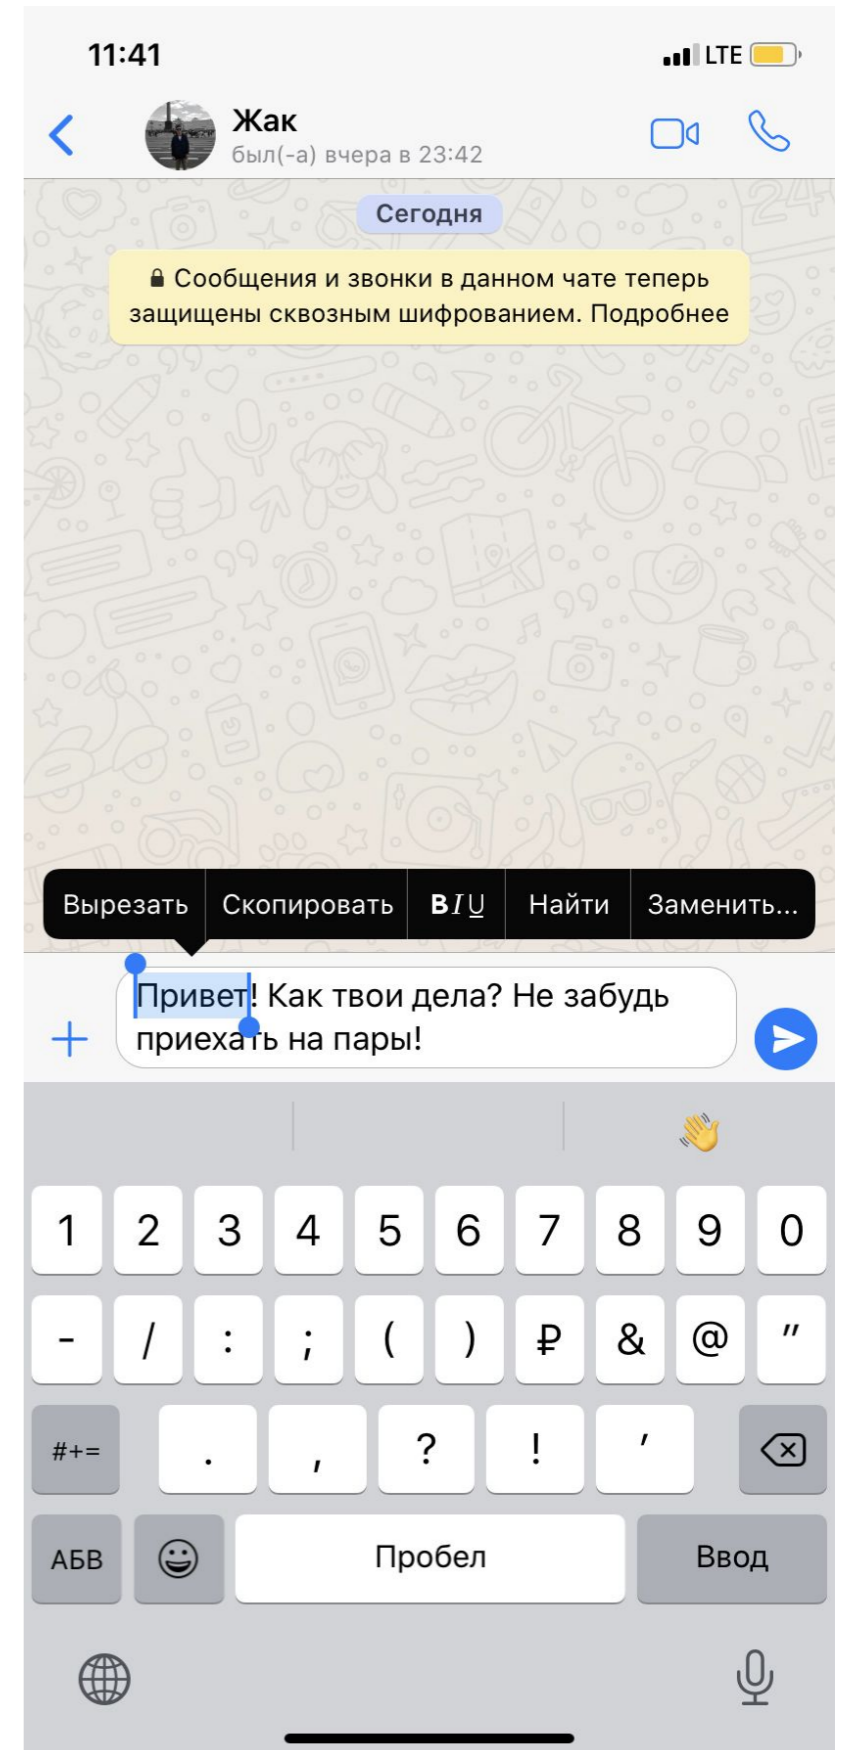 11:41
LTE
Жак
был(-а) вчера в 23:42
Сегодня
Сообщения и звонки в данном чате теперь
защищены сквозным шифрованием. Подробнее
Вырезать Скопировать BIU Найти Заменить...
Привет! Как твои дела? Не забудь
приехать на пары!
1 2 3 4 5 6 7 8 9 0
- / : ; ( ) ₽ & @ "
#+= . , ? ! '
АБВ Пробел Ввод